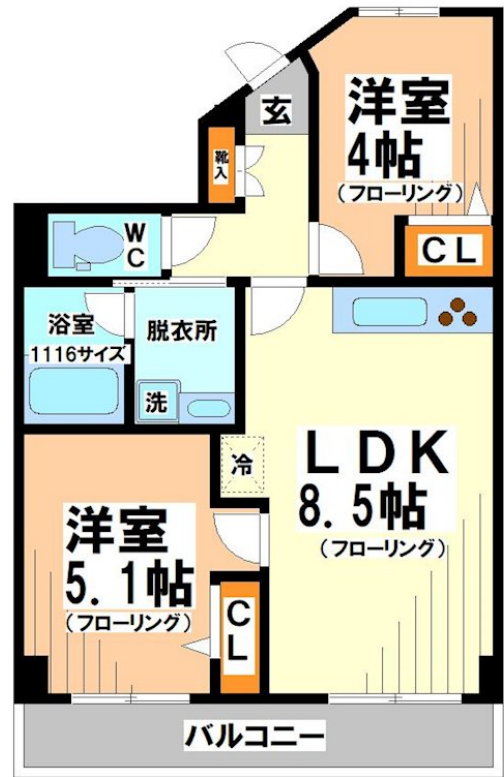 玄
洋室
4帖
(フローリング)
靴入
WC
CL
浴室
1116サイズ
脱衣所
洗
冷
LDK
8.5帖
(フローリング)
洋室
5.1帖
(フローリング)
CL
バルコニー